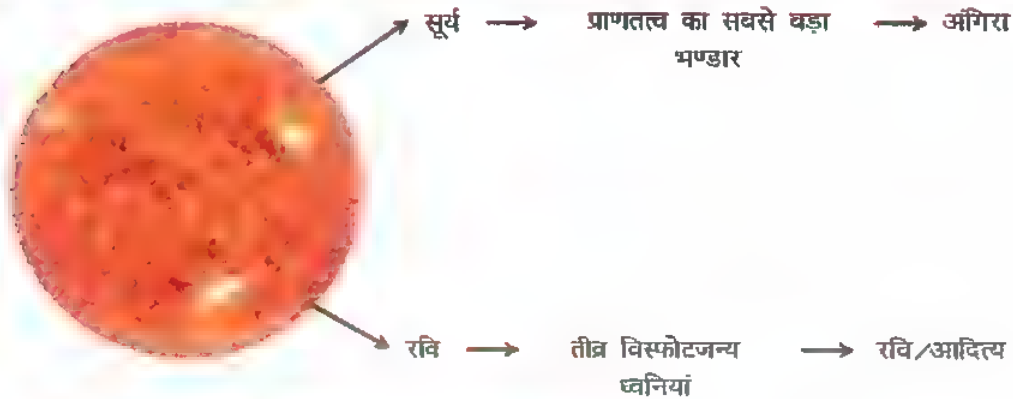 सूर्य → प्राणतत्व का सबसे बड़ा → अंगिरा
भण्डार
रवि → तीव्र विस्फोटजन्य → रवि/आदित्य
ध्वनियां